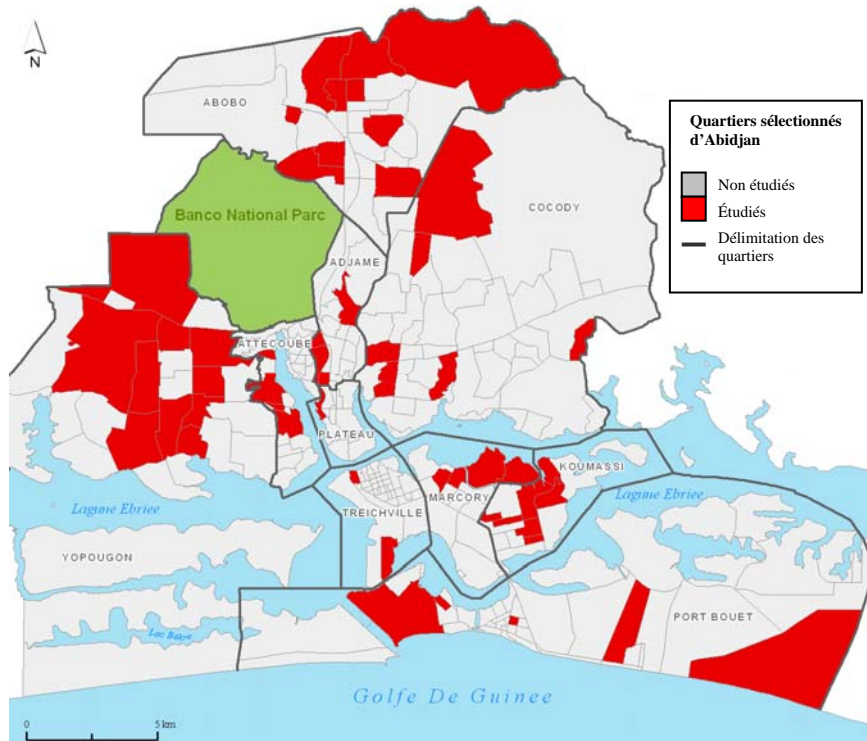 N
ABOBO
Quartiers sélectionnés
d'Abidjan
Non étudiés
Étudiés
Délimitation des
quartiers
COCODY
Banco National Parc
ADJAME
ATTECOUBE
PLATEAU
KOUMASSI
MARCORY
TREICHVILLE
Lagune Ebriee
Lagune Ebriee
YOPOUGON
PORT BOUET
Lac Bakre
Golfe De Guinee
0 5 km